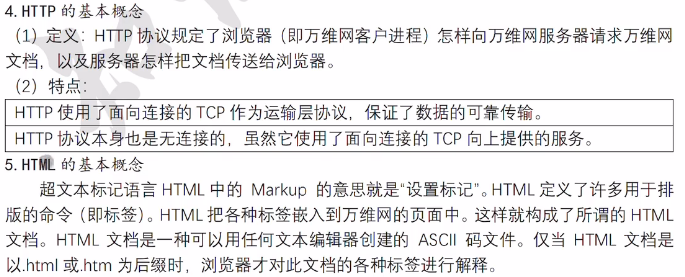 4.HTTP 的基本概念
（1）定义：HTTP 协议规定了浏览器（即万维网客户进程）怎样向万维网服务器请求万维网
文档，以及服务器怎样把文档传送给浏览器。
（2）特点：
HTTP 使用了面向连接的 TCP 作为运输层协议，保证了数据的可靠传输。
HTTP 协议本身也是无连接的，虽然它使用了面向连接的 TCP 向上提供的服务。
5.HTML 的基本概念
超文本标记语言 HTML 中的 Markup 的意思就是“设置标记”。HTML 定义了许多用于排
版的命令（即标签）。HTML 把各种标签嵌入到万维网的页面中。这样就构成了所谓的 HTML
文档。HTML 文档是一种可以用任何文本编辑器创建的 ASCII 码文件。仅当 HTML 文档是
以.html 或.htm 为后缀时，浏览器才对此文档的各种标签进行解释。